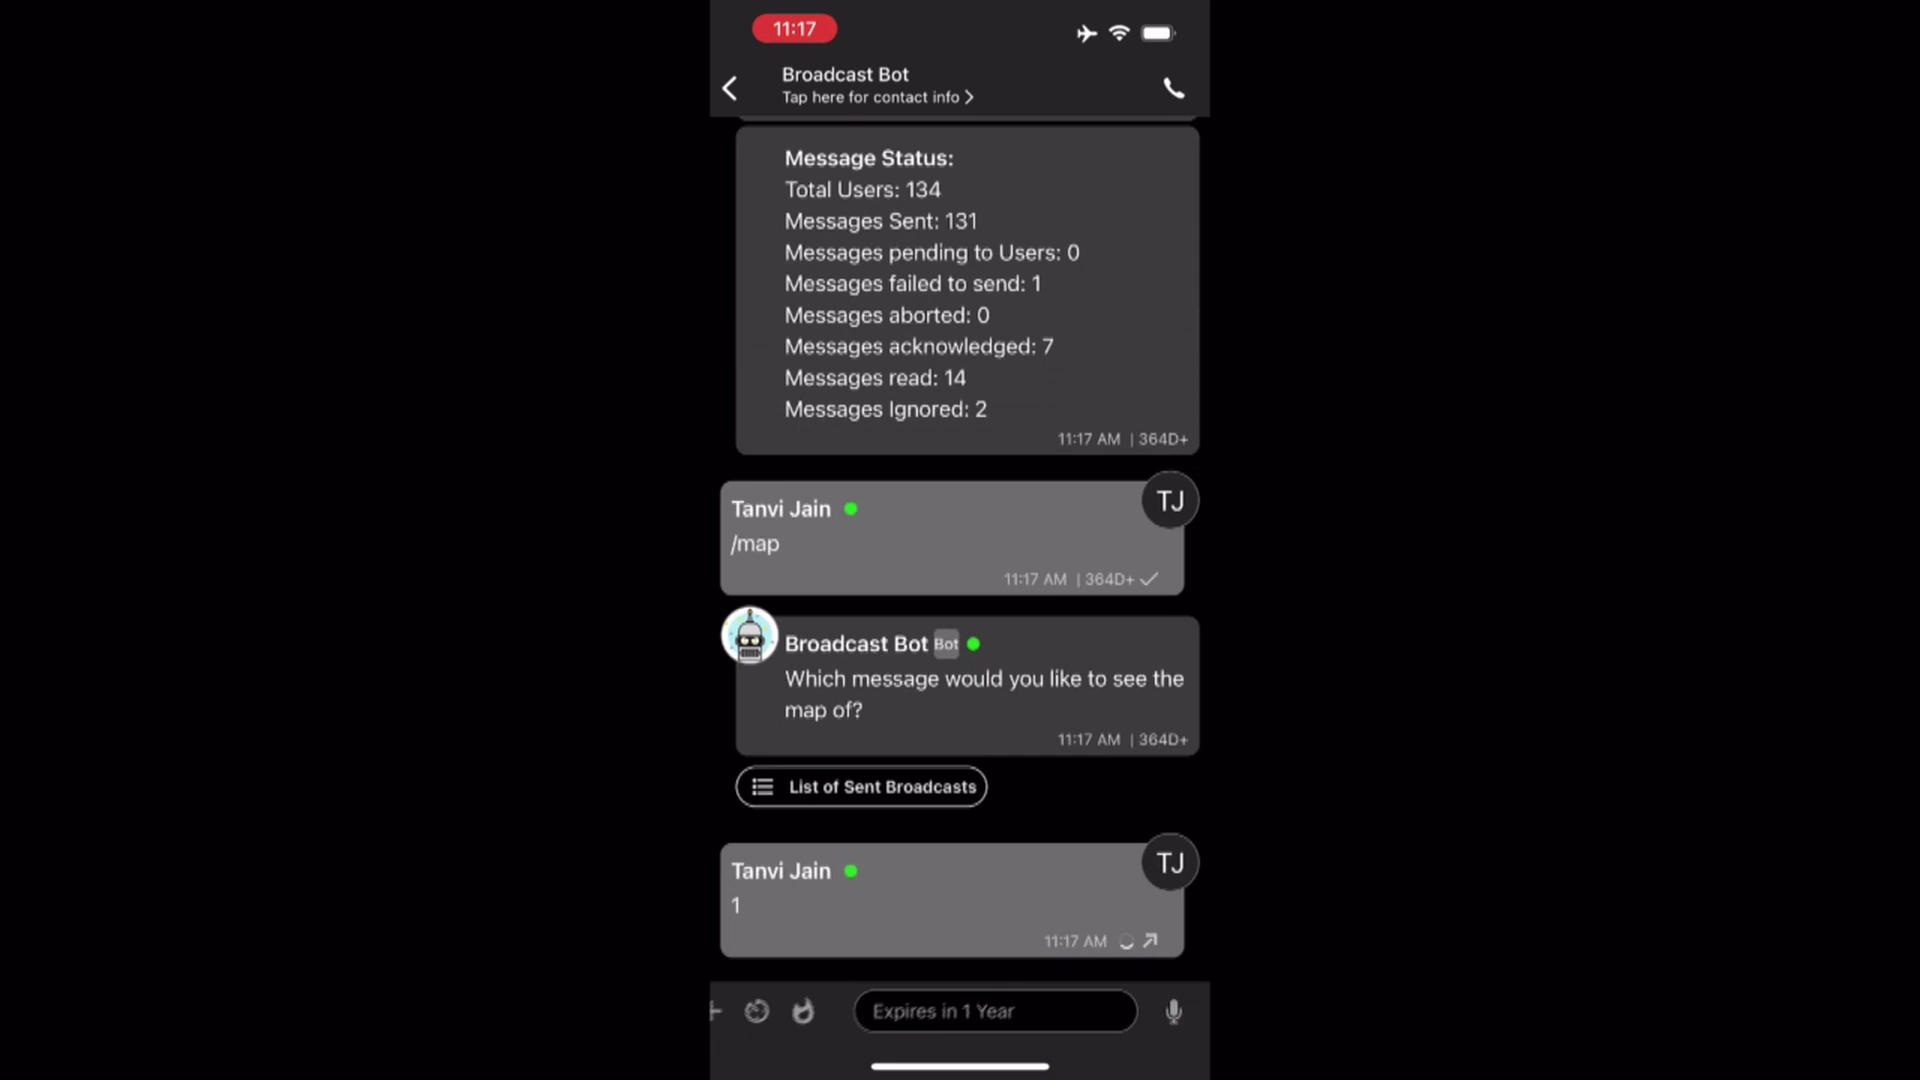 11:17
Broadcast Bot
Tap here for contact info
Message Status:
Total Users: 134
Messages Sent: 131
Messages pending to Users: 0
Messages failed to send: 1
Messages aborted: 0
Messages acknowledged: 7
Messages read: 14
Messages Ignored: 2
11:17 AM | 364D+
Tanvi Jain
TJ
/map
11:17 AM | 364D+
Broadcast Bot Bot
Which message would you like to see the
map of?
11:17 AM | 364D+
List of Sent Broadcasts
Tanvi Jain
TJ
1
11:17 AM
Expires in 1 Year